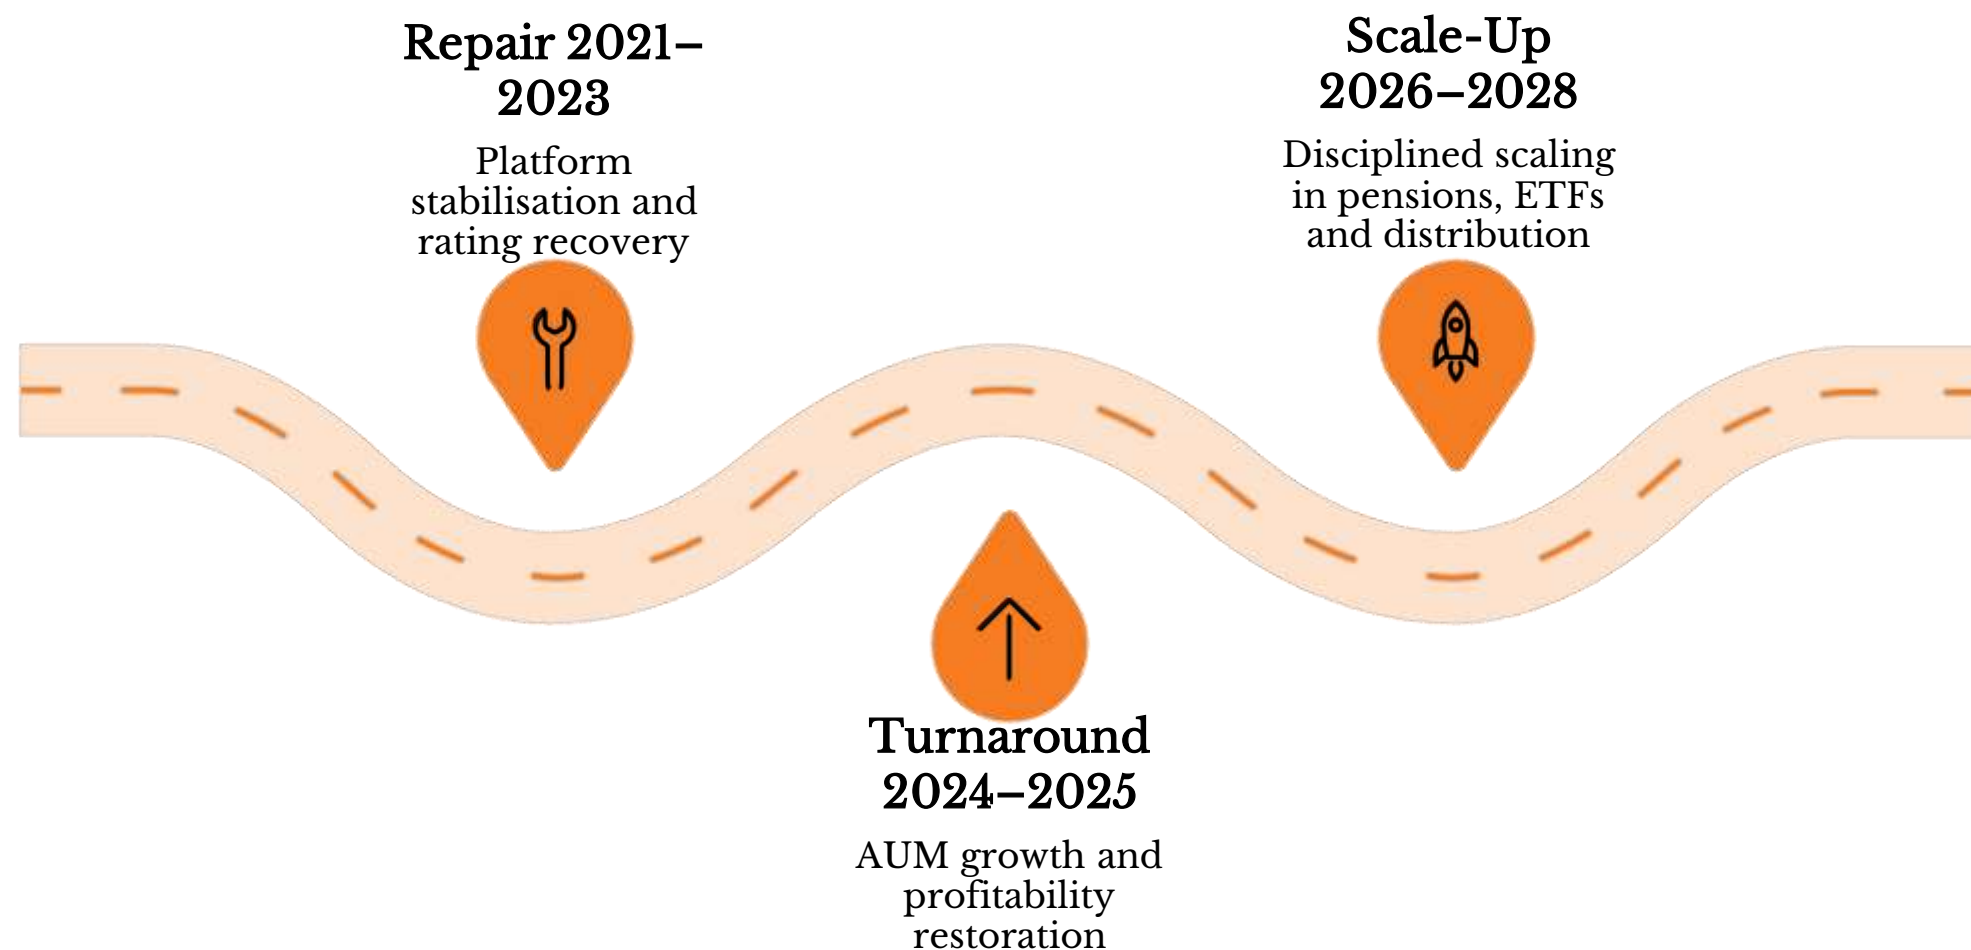 Repair 2021–
2023
Platform
stabilisation and
rating recovery
Turnaround
2024–2025
AUM growth and
profitability
restoration
Scale-Up
2026–2028
Disciplined scaling
in pensions, ETFs
and distribution